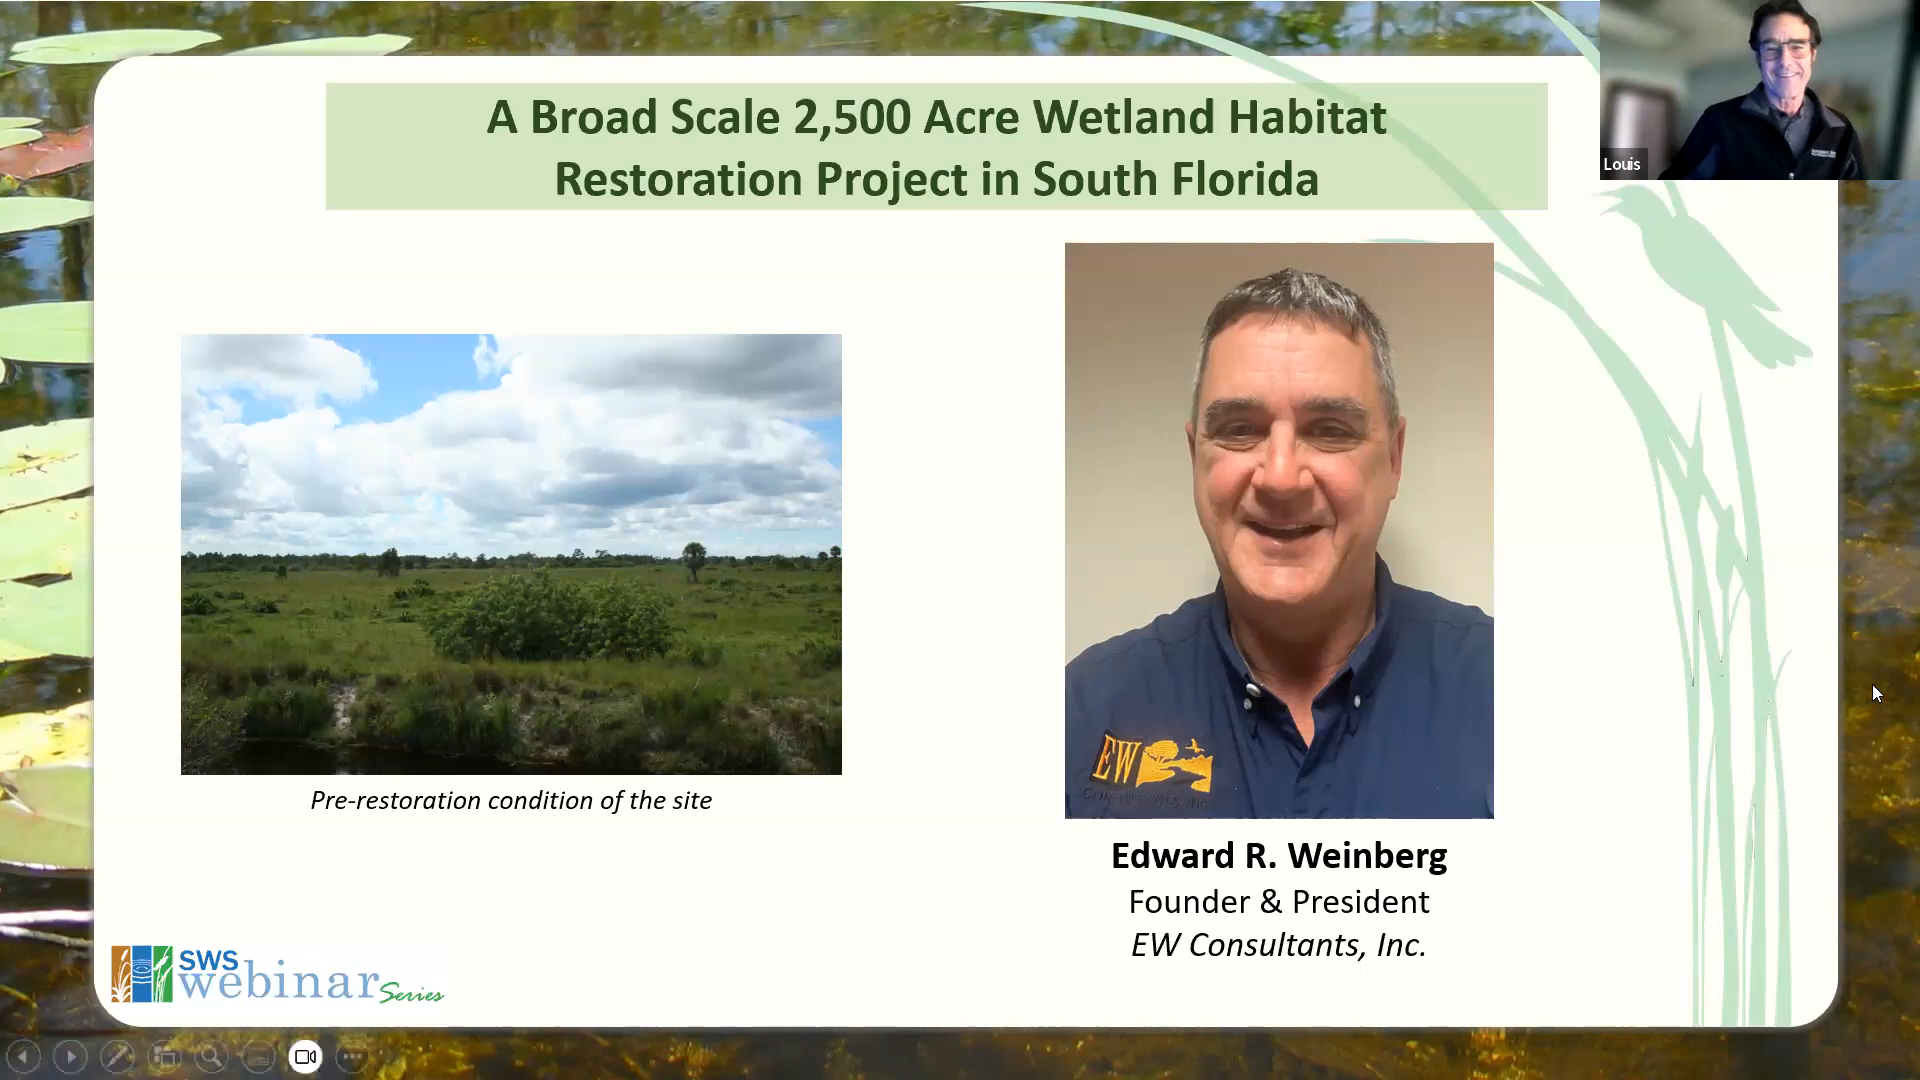 A Broad Scale 2,500 Acre Wetland Habitat
Restoration Project in South Florida
Louis
EW
Pre-restoration condition of the site
Edward R. Weinberg
Founder & President
EW Consultants, Inc.
SWS
webinar Series